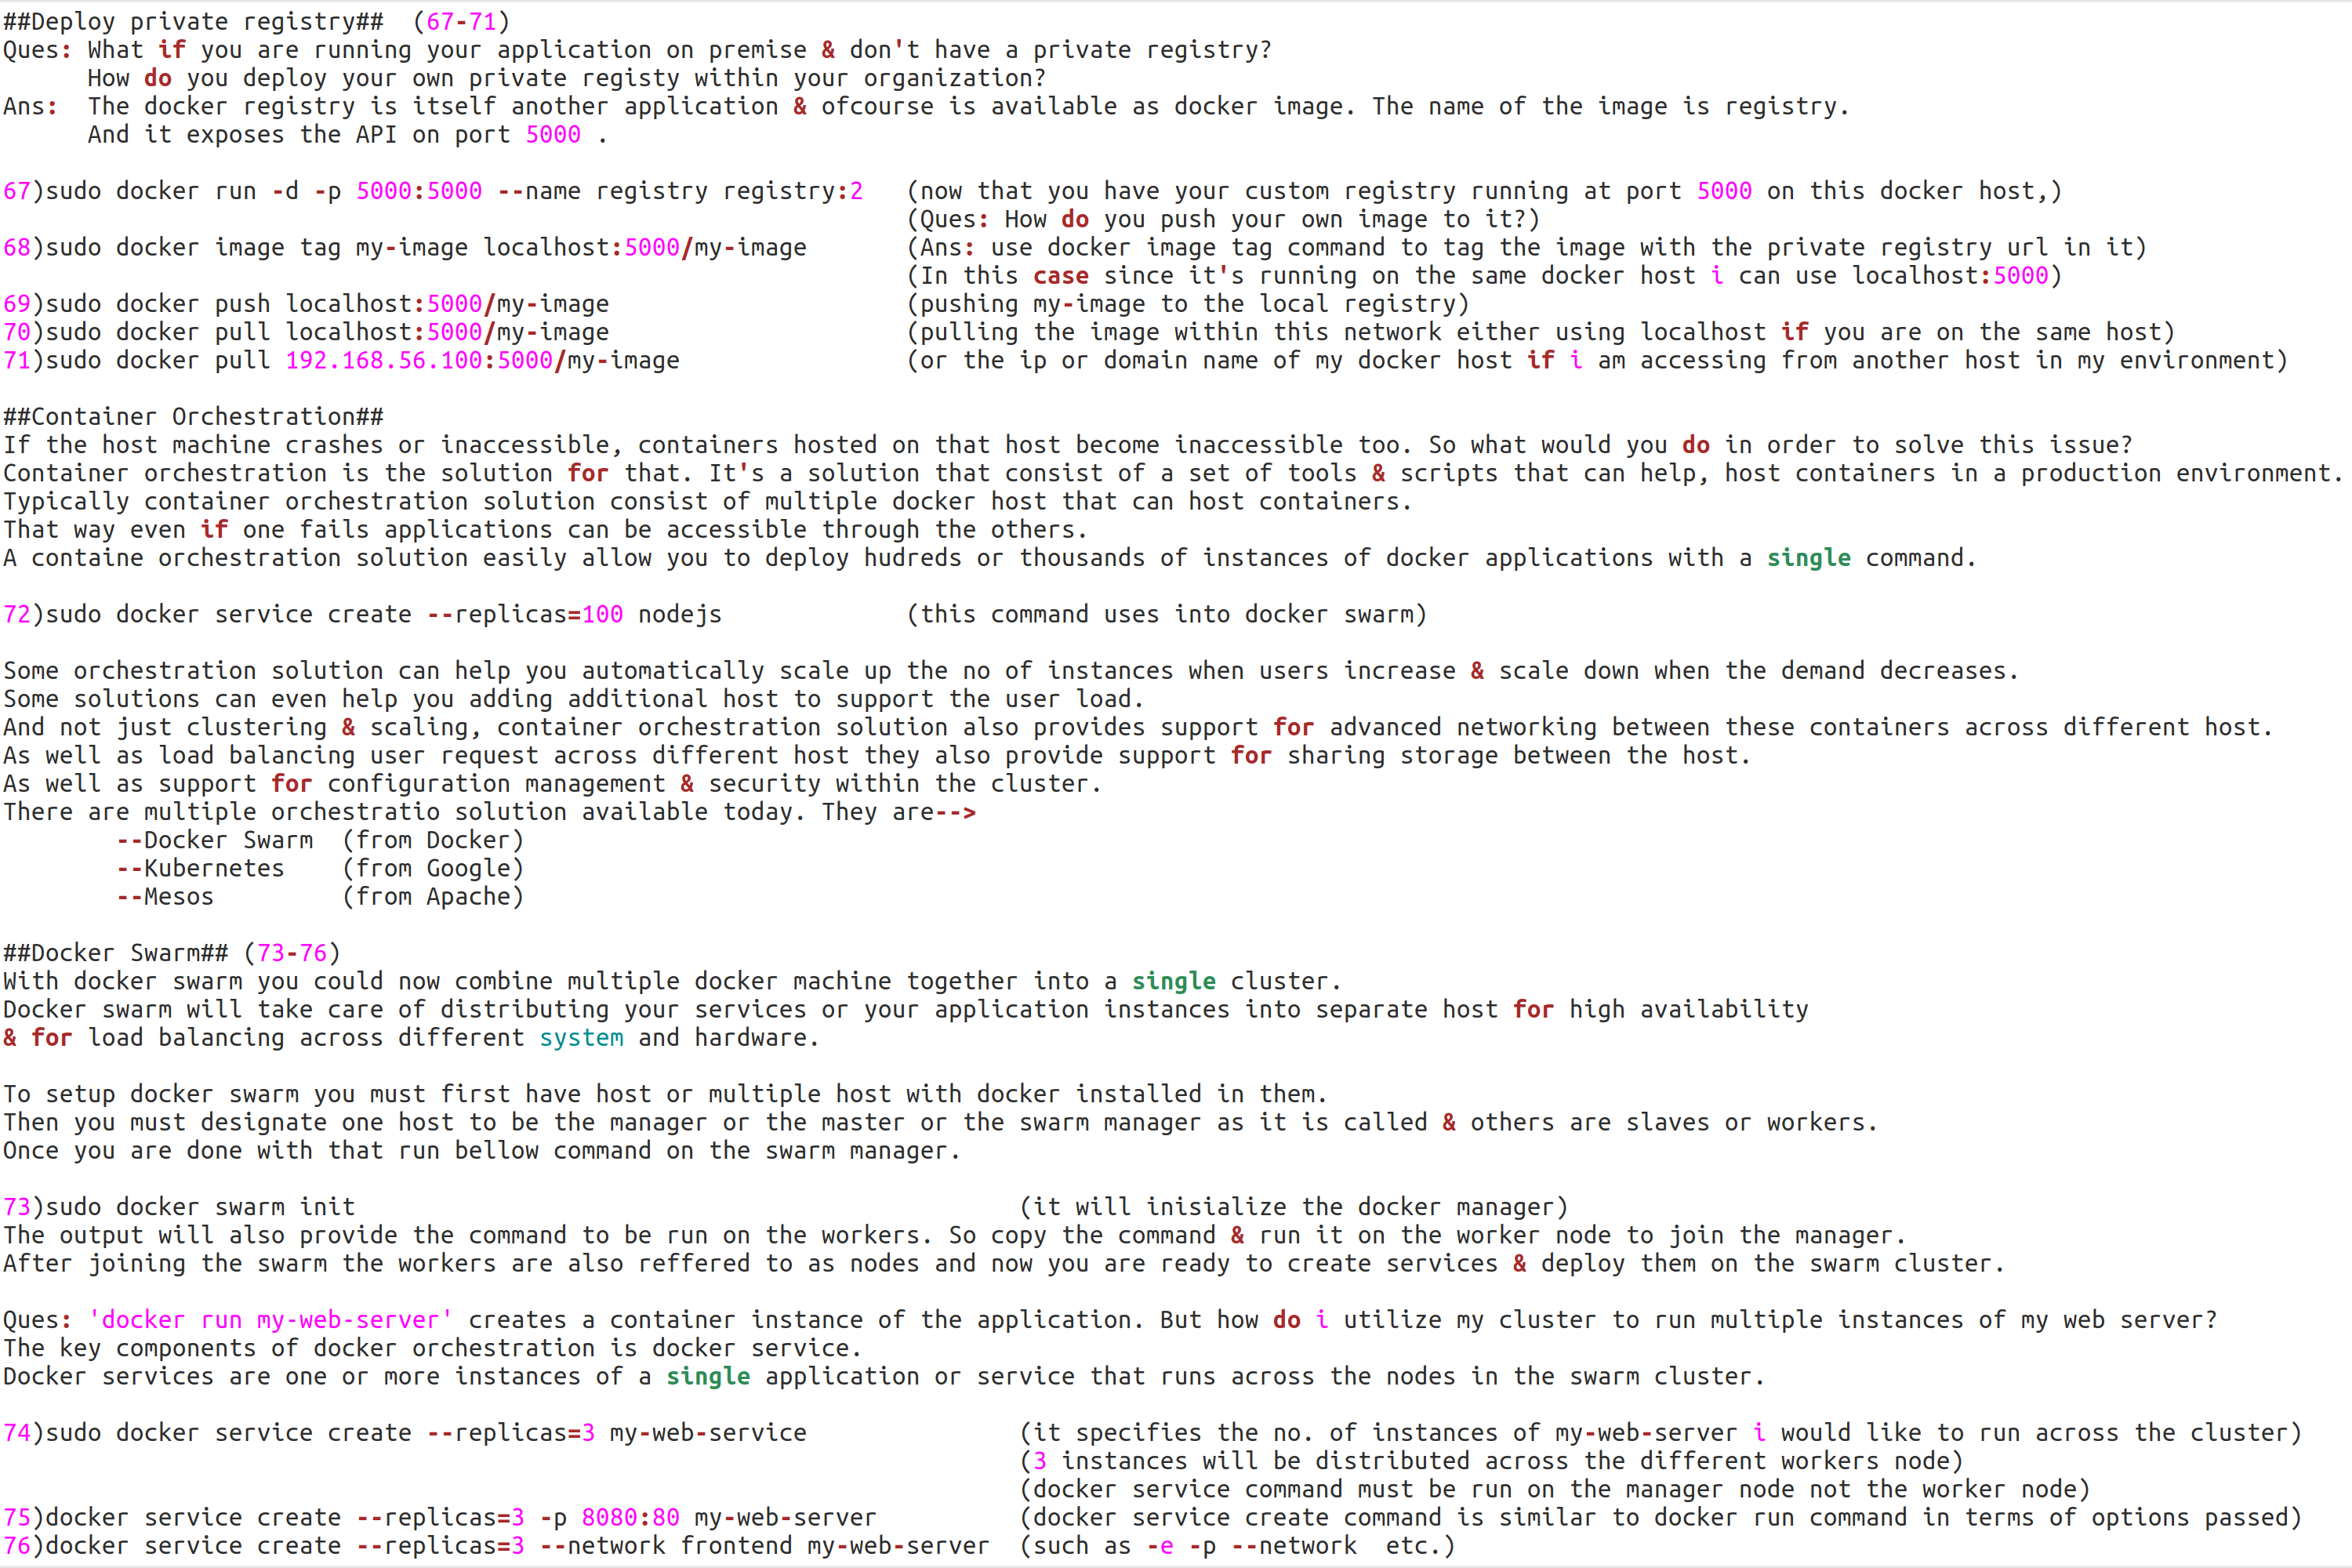 ##Deploy private registry##  (67-71)
Ques: What if you are running your application on premise & don't have a private registry?
      How do you deploy your own private registy within your organization?
Ans:  The docker registry is itself another application & ofcourse is available as docker image. The name of the image is registry.
      And it exposes the API on port 5000 .

67)sudo docker run -d -p 5000:5000 --name registry registry:2   (now that you have your custom registry running at port 5000 on this docker host,)
                                                                (Ques: How do you push your own image to it?)
68)sudo docker image tag my-image localhost:5000/my-image       (Ans: use docker image tag command to tag the image with the private registry url in it)
                                                                (In this case since it's running on the same docker host i can use localhost:5000)
69)sudo docker push localhost:5000/my-image                     (pushing my-image to the local registry)
70)sudo docker pull localhost:5000/my-image                     (pulling the image within this network either using localhost if you are on the same host)
71)sudo docker pull 192.168.56.100:5000/my-image                (or the ip or domain name of my docker host if i am accessing from another host in my environment)

##Container Orchestration##
If the host machine crashes or inaccessible, containers hosted on that host become inaccessible too. So what would you do in order to solve this issue?
Container orchestration is the solution for that. It's a solution that consist of a set of tools & scripts that can help, host containers in a production environment.
Typically container orchestration solution consist of multiple docker host that can host containers.
That way even if one fails applications can be accessible through the others.
A containe orchestration solution easily allow you to deploy hudreds or thousands of instances of docker applications with a single command.

72)sudo docker service create --replicas=100 nodejs             (this command uses into docker swarm)

Some orchestration solution can help you automatically scale up the no of instances when users increase & scale down when the demand decreases.
Some solutions can even help you adding additional host to support the user load.
And not just clustering & scaling, container orchestration solution also provides support for advanced networking between these containers across different host.
As well as load balancing user request across different host they also provide support for sharing storage between the host.
As well as support for configuration management & security within the cluster.
There are multiple orchestratio solution available today. They are-->
        --Docker Swarm  (from Docker)
        --Kubernetes    (from Google)
        --Mesos         (from Apache)

##Docker Swarm## (73-76)
With docker swarm you could now combine multiple docker machine together into a single cluster.
Docker swarm will take care of distributing your services or your application instances into separate host for high availability
& for load balancing across different system and hardware.

To setup docker swarm you must first have host or multiple host with docker installed in them.
Then you must designate one host to be the manager or the master or the swarm manager as it is called & others are slaves or workers.
Once you are done with that run bellow command on the swarm manager.

73)sudo docker swarm init                                               (it will inisialize the docker manager)
The output will also provide the command to be run on the workers. So copy the command & run it on the worker node to join the manager.
After joining the swarm the workers are also reffered to as nodes and now you are ready to create services & deploy them on the swarm cluster.

Ques: 'docker run my-web-server' creates a container instance of the application. But how do i utilize my cluster to run multiple instances of my web server?
The key components of docker orchestration is docker service.
Docker services are one or more instances of a single application or service that runs across the nodes in the swarm cluster.

74)sudo docker service create --replicas=3 my-web-service               (it specifies the no. of instances of my-web-server i would like to run across the cluster)
                                                                        (3 instances will be distributed across the different workers node)
                                                                        (docker service command must be run on the manager node not the worker node)
75)docker service create --replicas=3 -p 8080:80 my-web-server          (docker service create command is similar to docker run command in terms of options passed)
76)docker service create --replicas=3 --network frontend my-web-server  (such as -e -p --network  etc.)